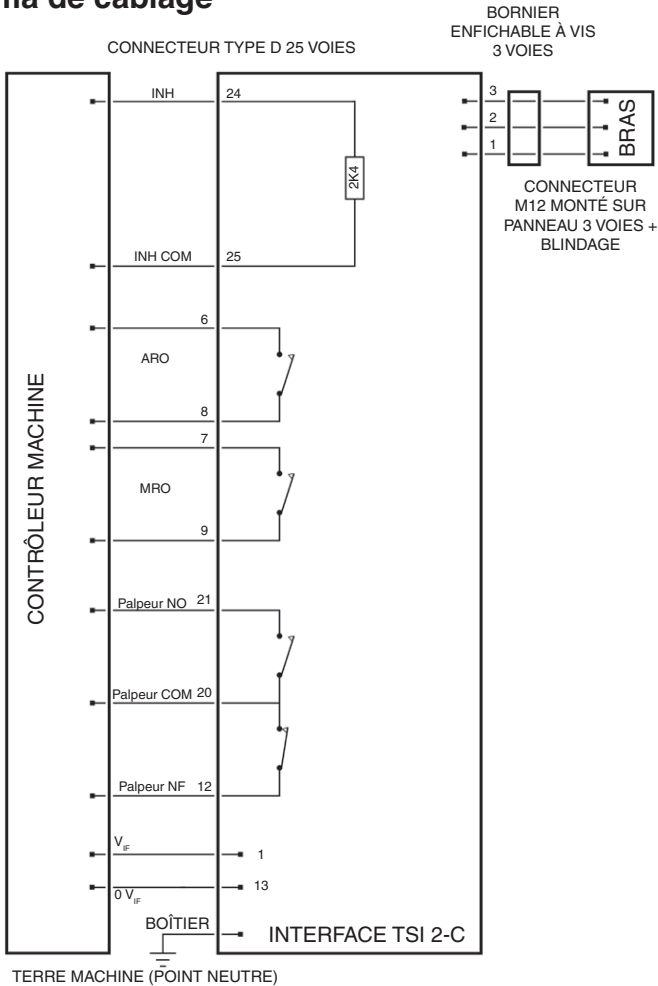 de câblage
BORNIER
ENFICHABLE À VIS
3 VOIES
CONNECTEUR TYPE D 25 VOIES
INH
24
3
2
1
BRAS
2K4
CONNECTEUR
M12 MONTÉ SUR
PANNEAU 3 VOIES +
BLINDAGE
INH COM
25
6
ARO
8
7
MRO
9
CONTRÔLEUR MACHINE
Palpeur NO 21
Palpeur COM 20
Palpeur NF 12
V IF
1
0 V IF
13
BOÎTIER
INTERFACE TSI 2-C
TERRE MACHINE (POINT NEUTRE)